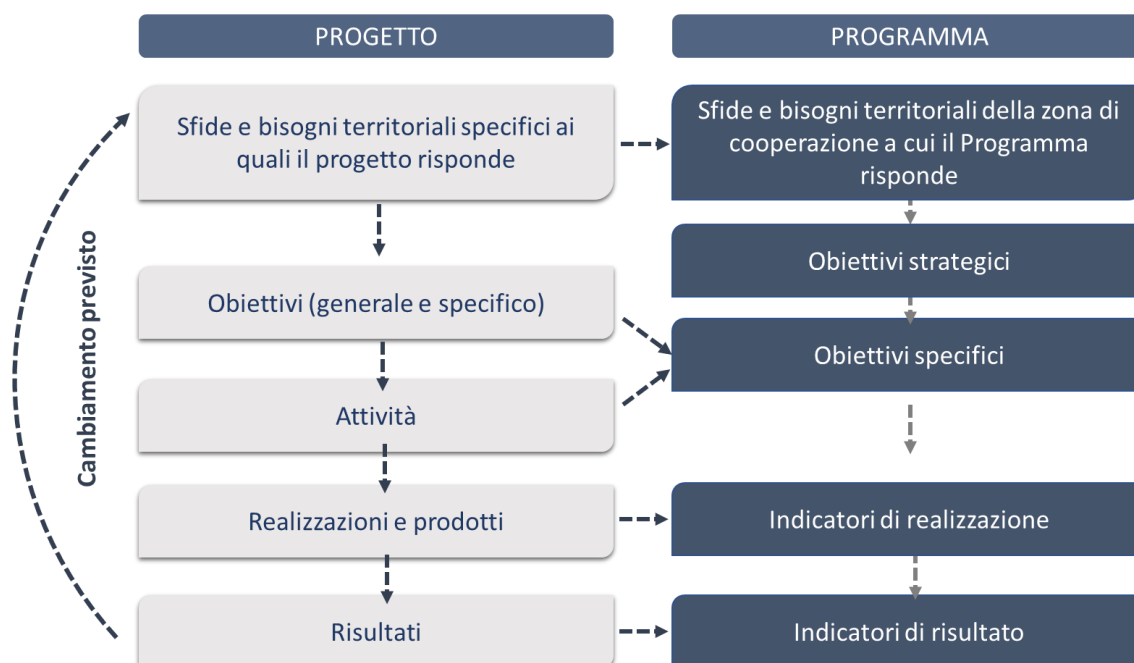 PROGETTO
PROGRAMMA
Sfide e bisogni territoriali specifici ai
quali il progetto risponde
Sfide e bisogni territoriali della zona di
cooperazione a cui il Programma
risponde
Obiettivi strategici
Cambiamento previsto
Obiettivi (generale e specifico)
Obiettivi specifici
Attività
Realizzazioni e prodotti
Indicatori di realizzazione
Risultati
Indicatori di risultato